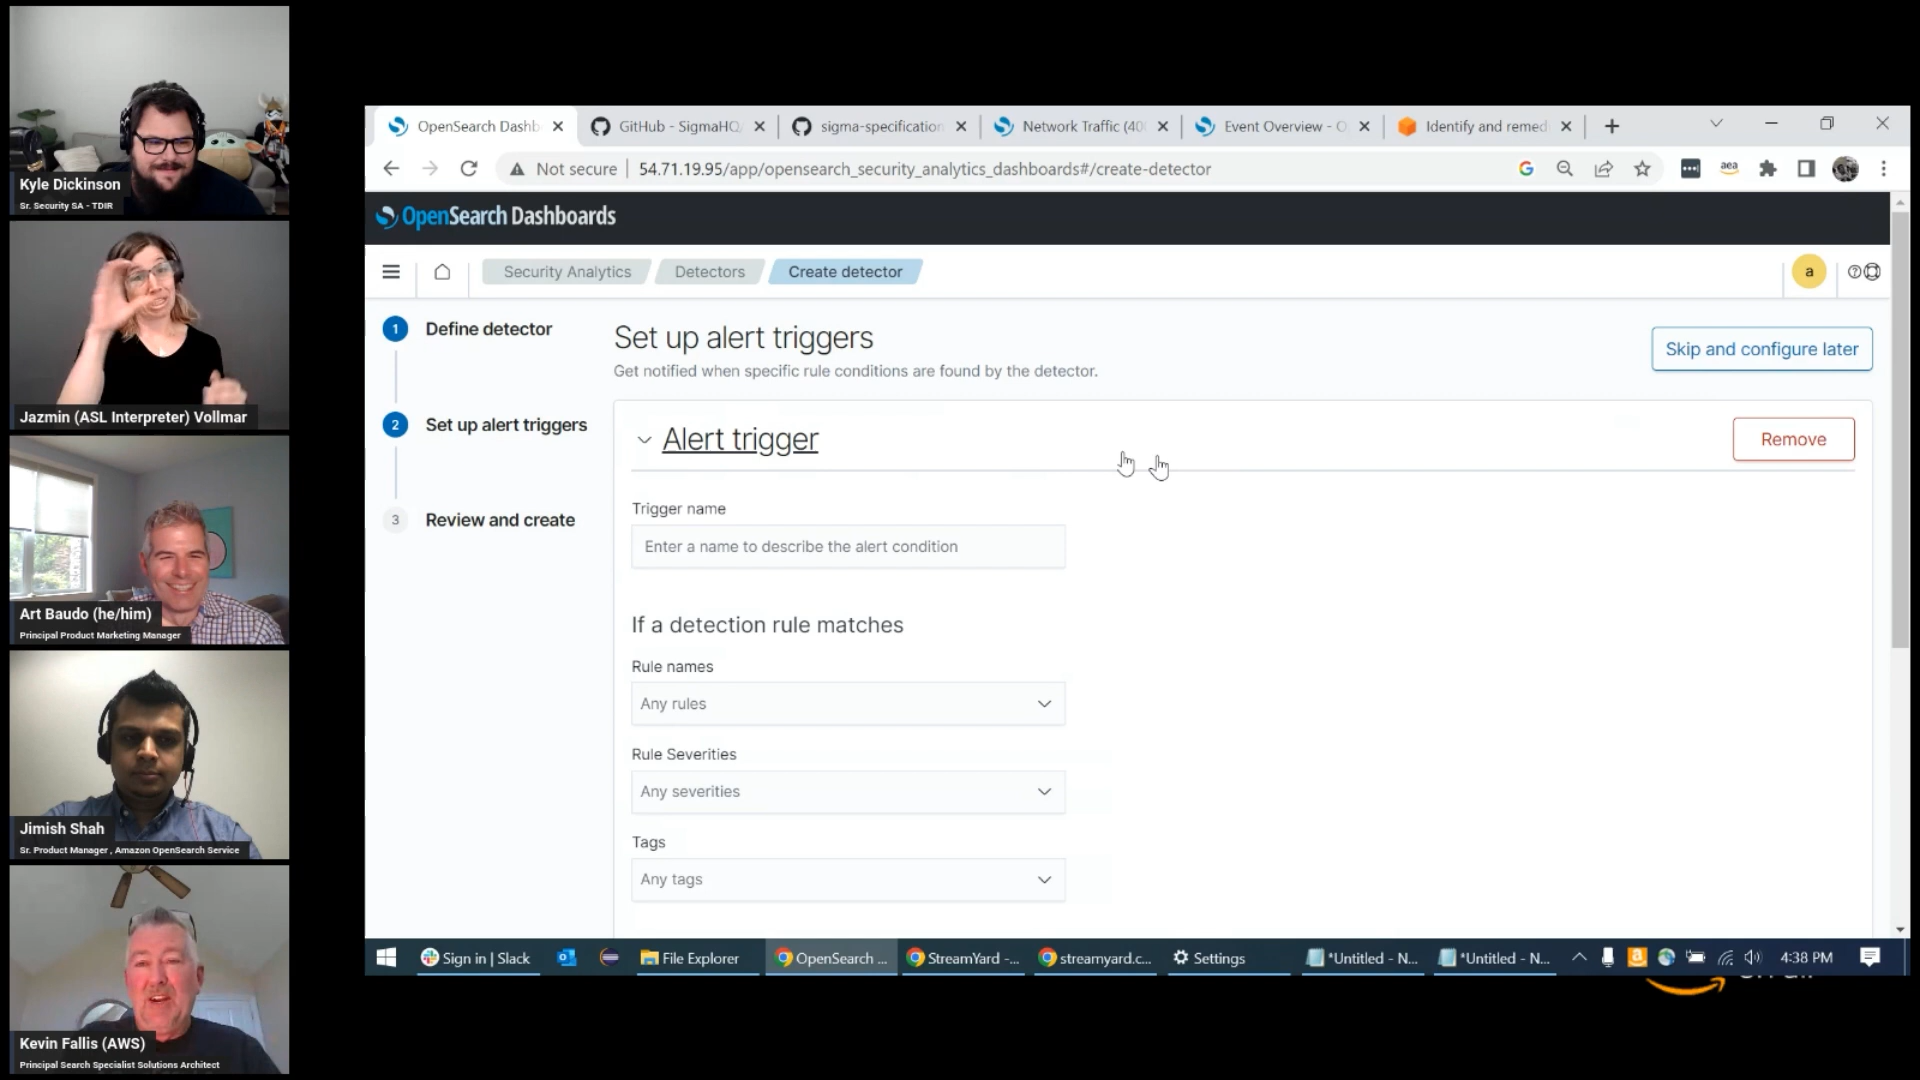 Kyle Dickinson
Sr. Security SA - TDIR
Jazmin (ASL Interpreter) Vollmar
Art Baudo (he/him)
Principal Product Marketing Manager
Jimish Shah
Sr. Product Manager , Amazon OpenSearch Service
Kevin Fallis (AWS)
Principal Search Specialist Solutions Architect
OpenSearch Dashb
GitHub - SigmaHQ
sigma-specification
Network Traffic (40
Event Overview - O
Identify and remed
Not secure
54.71.19.95/app/opensearch_security_analytics_dashboards#/create-detector
aea
OpenSearch Dashboards
Security Analytics
Detectors
Create detector
a
1
Define detector
2
Set up alert triggers
3
Review and create
Set up alert triggers
Get notified when specific rule conditions are found by the detector.
Skip and configure later
Alert trigger
Remove
Trigger name
Enter a name to describe the alert condition
If a detection rule matches
Rule names
Any rules
Rule Severities
Any severities
Tags
Any tags
Sign in | Slack
File Explorer
OpenSearch ...
StreamYard -...
streamyard.c...
Settings
*Untitled - N...
*Untitled - N...
4:38 PM